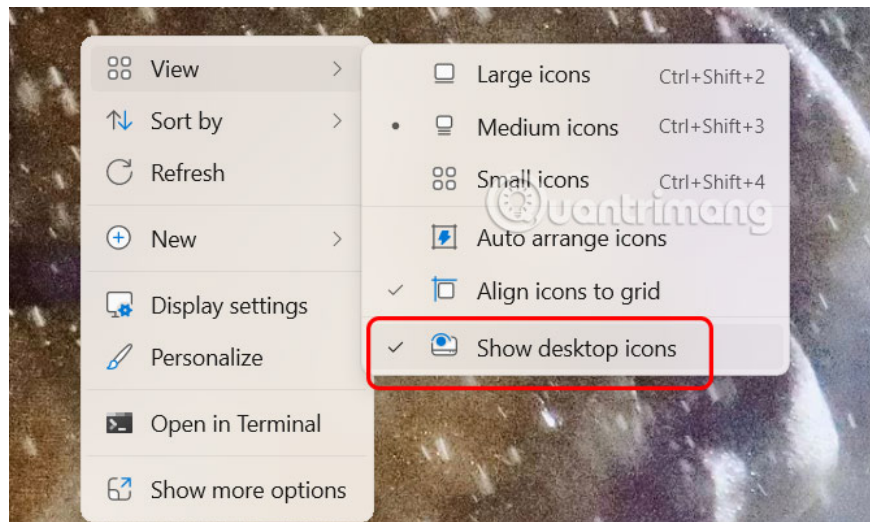 View
Sort by
Refresh
New
Display settings
Personalize
Open in Terminal
Show more options
Large icons Ctrl+Shift+2
Medium icons Ctrl+Shift+3
Small icons Ctrl+Shift+4
Quantrimang
Auto arrange icons
Align icons to grid
Show desktop icons